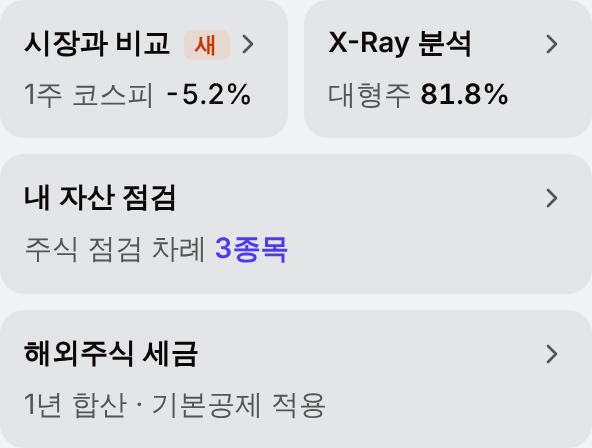 시장과 비교 새
1주 코스피 -5.2%
X-Ray 분석
대형주 81.8%
내 자산 점검
주식 점검 차례 3종목
해외주식 세금
1년 합산 · 기본공제 적용